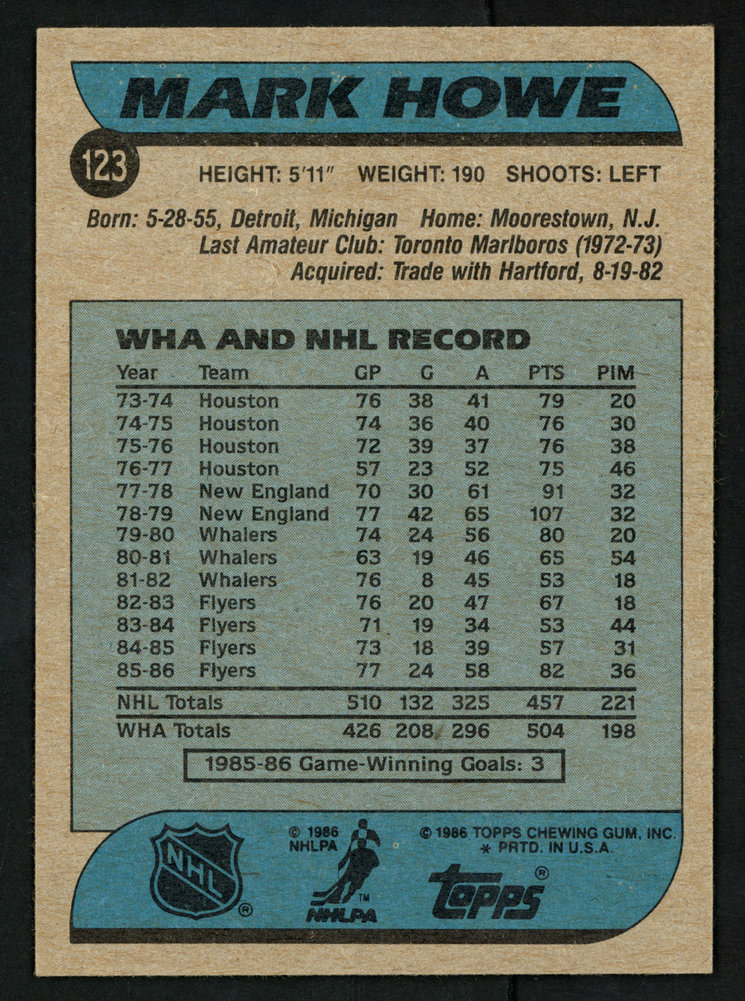 MARK HOWE
123
HEIGHT: 5'11" WEIGHT: 190 SHOOTS: LEFT
Born: 5-28-55, Detroit, Michigan Home: Moorestown, N.J.
Last Amateur Club: Toronto Marlboros (1972-73)
Acquired: Trade with Hartford, 8-19-82
WHA AND NHL RECORD
Year Team GP G A PTS PIM
73-74 Houston 76 38 41 79 20
74-75 Houston 74 36 40 76 30
75-76 Houston 72 39 37 76 38
76-77 Houston 57 23 52 75 46
77-78 New England 70 30 61 91 32
78-79 New England 77 42 65 107 32
79-80 Whalers 74 24 56 80 20
80-81 Whalers 63 19 46 65 54
81-82 Whalers 76 8 45 53 18
82-83 Flyers 76 20 47 67 18
83-84 Flyers 71 19 34 53 44
84-85 Flyers 73 18 39 57 31
85-86 Flyers 77 24 58 82 36
NHL Totals 510 132 325 457 221
WHA Totals 426 208 296 504 198
1985-86 Game-Winning Goals: 3
NHL ®
© 1986
NHLPA
TM
NHLPA
© 1986 TOPPS CHEWING GUM, INC.
* PRTD. IN U.S.A.
Topps ®